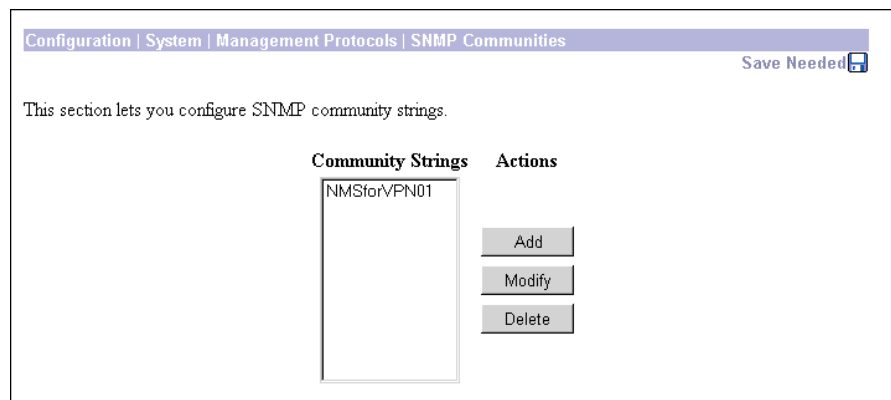 Configuration | System | Management Protocols | SNMP Communities
Save Needed
This section lets you configure SNMP community strings.
Community Strings Actions
NMSforVPN01
Add
Modify
Delete